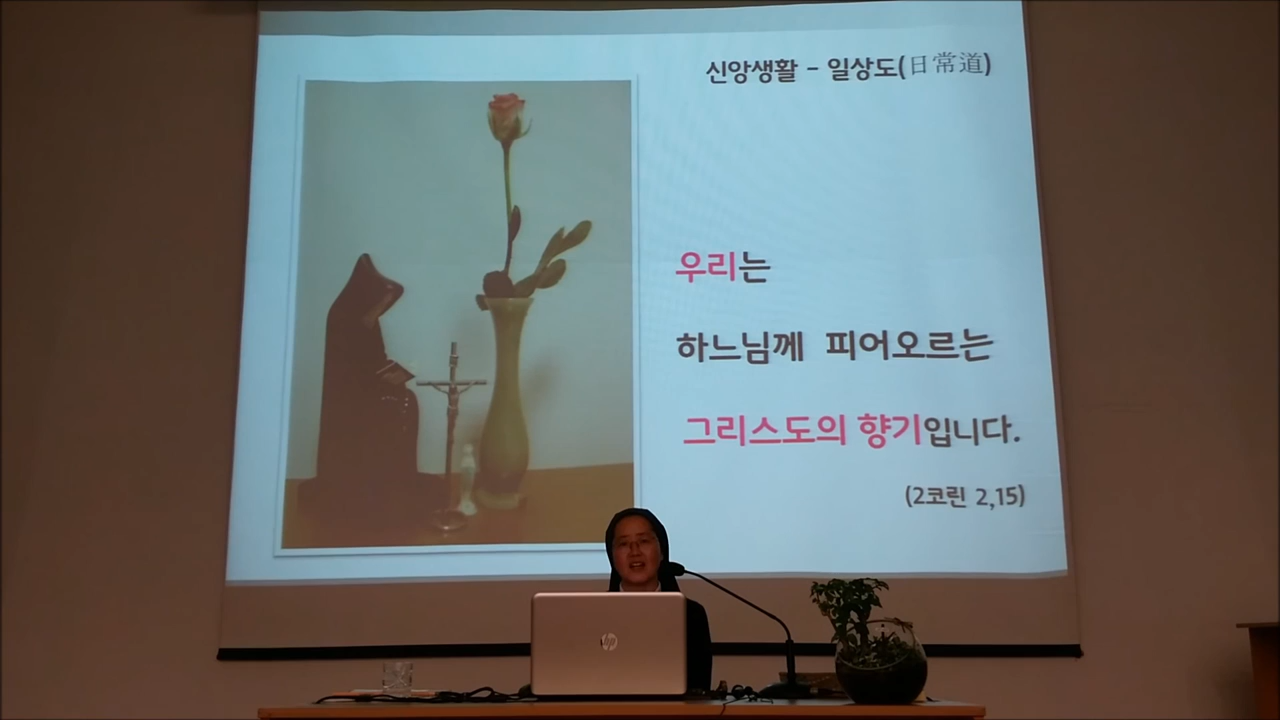 신앙생활 - 일상도(日常道)
우리는
하느님께 피어오르는
그리스도의 향기입니다.
(2코린 2,15)
hp